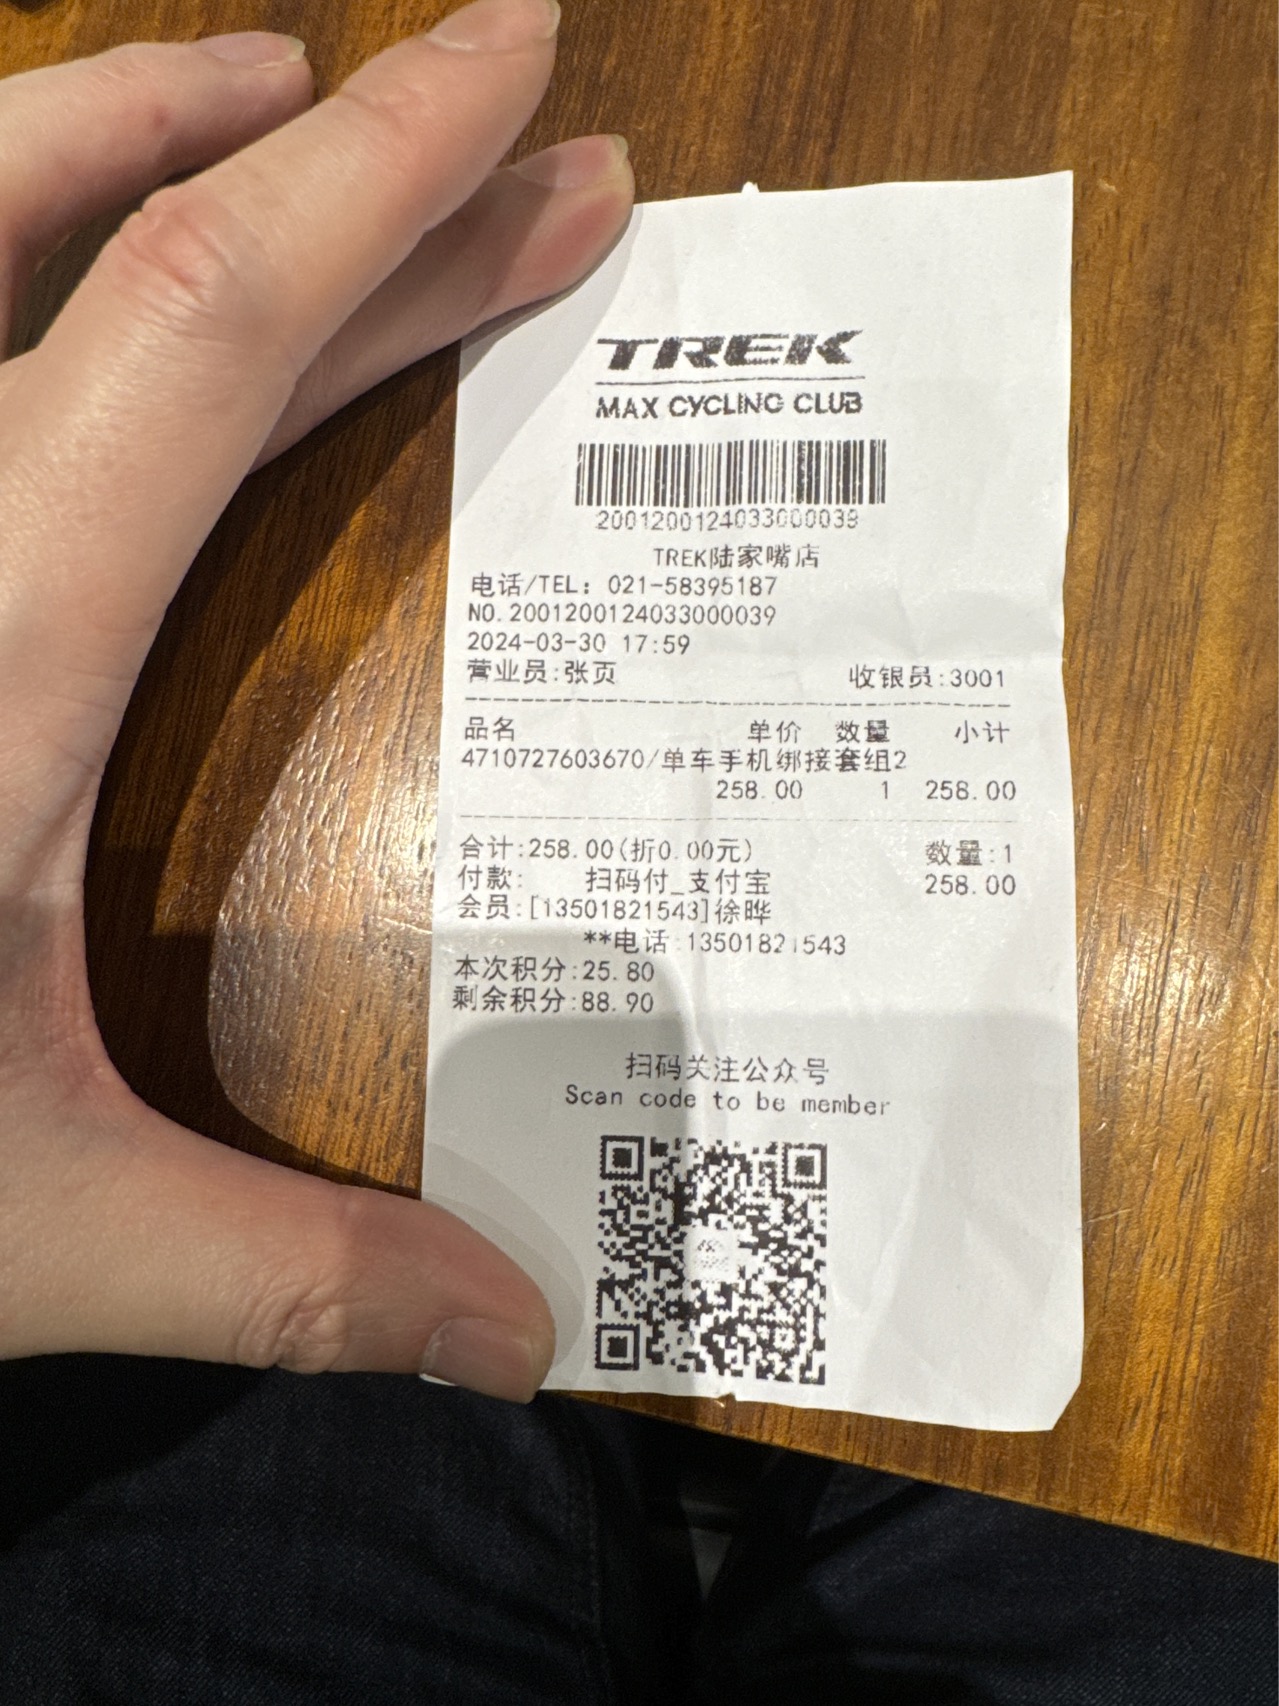 TREK
MAX CYCLING CLUB
2001200124033000039
TREK陆家嘴店
电话/TEL: 021-58395187
NO.2001200124033000039
2024-03-30 17:59
营业员:张页 收银员:3001
品名 单价 数量 小计
4710727603670/单车手机绑接套组2
258.00 1 258.00
合计:258.00(折0.00元) 数量:1
付款: 扫码付_支付宝 258.00
会员:[13501821543]徐晔
**电话:13501821543
本次积分:25.80
剩余积分:88.90
扫码关注公众号
Scan code to be member